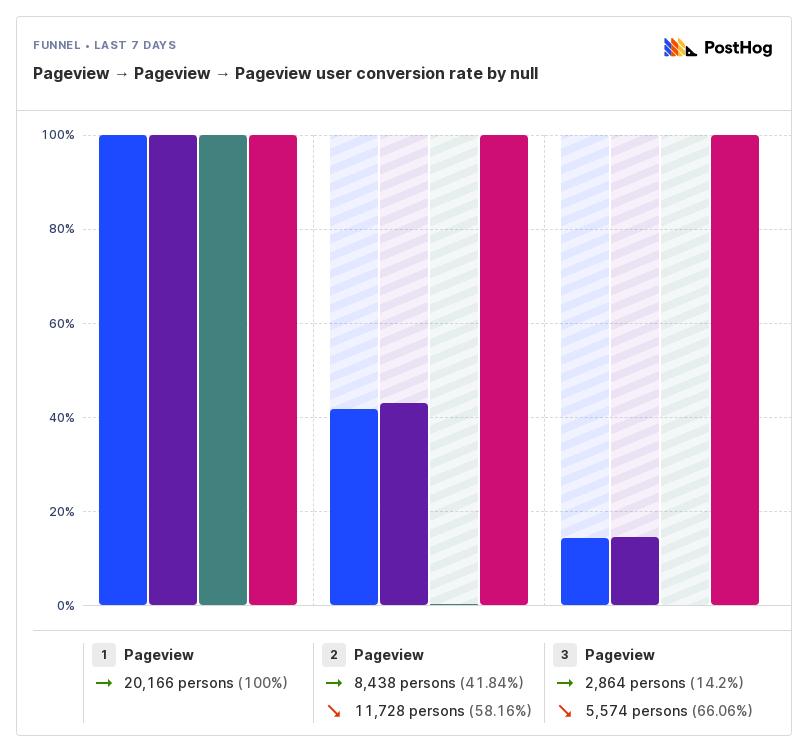 FUNNEL • LAST 7 DAYS
PostHog
Pageview → Pageview → Pageview user conversion rate by null
100%
80%
60%
40%
20%
0%
1 Pageview
→ 20,166 persons (100%)
2 Pageview
→ 8,438 persons (41.84%)
↘ 11,728 persons (58.16%)
3 Pageview
→ 2,864 persons (14.2%)
↘ 5,574 persons (66.06%)